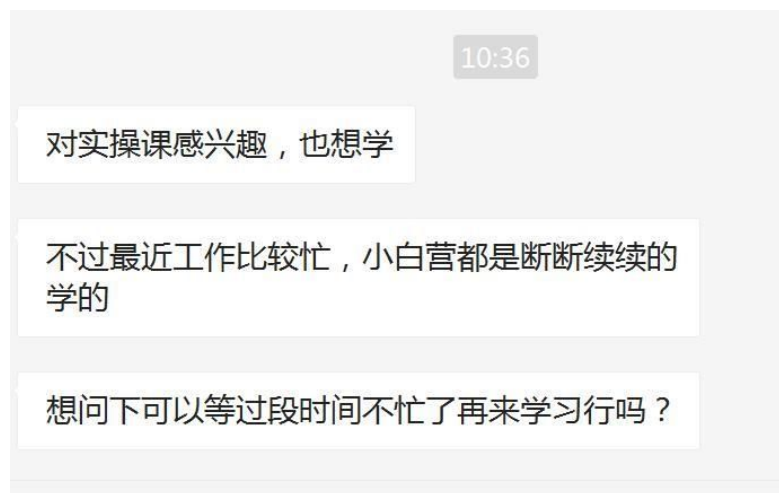 10:36
对实操课感兴趣，也想学
不过最近工作比较忙，小白营都是断断续续的
学的
想问下可以等过段时间不忙了再来学习行吗？